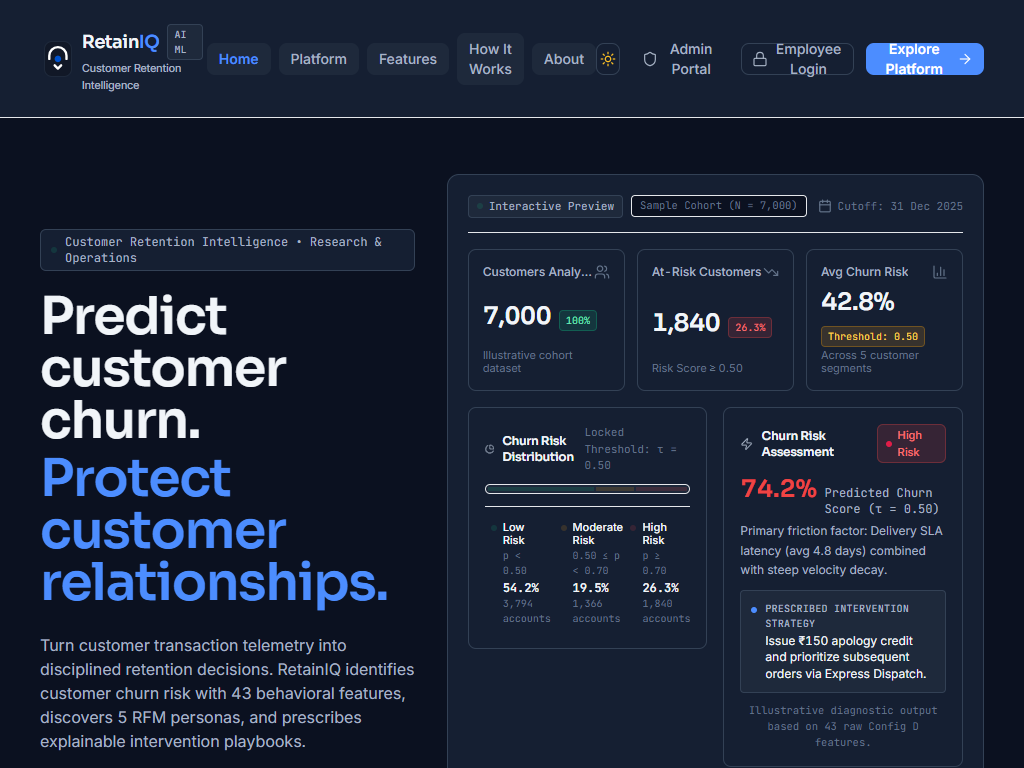 RetainIQ
AI
ML
Customer Retention
Intelligence
Home
Platform
Features
How It
Works
About
Admin
Portal
Employee
Login
Explore
Platform
Customer Retention Intelligence • Research &
Operations
Predict
customer
churn.
Protect
customer
relationships.
Turn customer transaction telemetry into
disciplined retention decisions. RetainIQ identifies
customer churn risk with 43 behavioral features,
discovers 5 RFM personas, and prescribes
explainable intervention playbooks.
Interactive Preview
Sample Cohort (N = 7,000)
Cutoff: 31 Dec 2025
Customers Analy...
7,000 100%
Illustrative cohort
dataset
At-Risk Customers
1,840 26.3%
Risk Score ≥ 0.50
Avg Churn Risk
42.8%
Threshold: 0.50
Across 5 customer
segments
Churn Risk
Distribution
Locked
Threshold: τ =
0.50
Low
Risk
p <
0.50
54.2%
3,794
accounts
Moderate
Risk
0.50 ≤ p
< 0.70
19.5%
1,366
accounts
High
Risk
p ≥
0.70
26.3%
1,840
accounts
Churn Risk
Assessment
High
Risk
74.2% Predicted Churn
Score (τ = 0.50)
Primary friction factor: Delivery SLA
latency (avg 4.8 days) combined
with steep velocity decay.
PRESCRIBED INTERVENTION
STRATEGY
Issue ₹150 apology credit
and prioritize subsequent
orders via Express Dispatch.
Illustrative diagnostic output
based on 43 raw Config D
features.